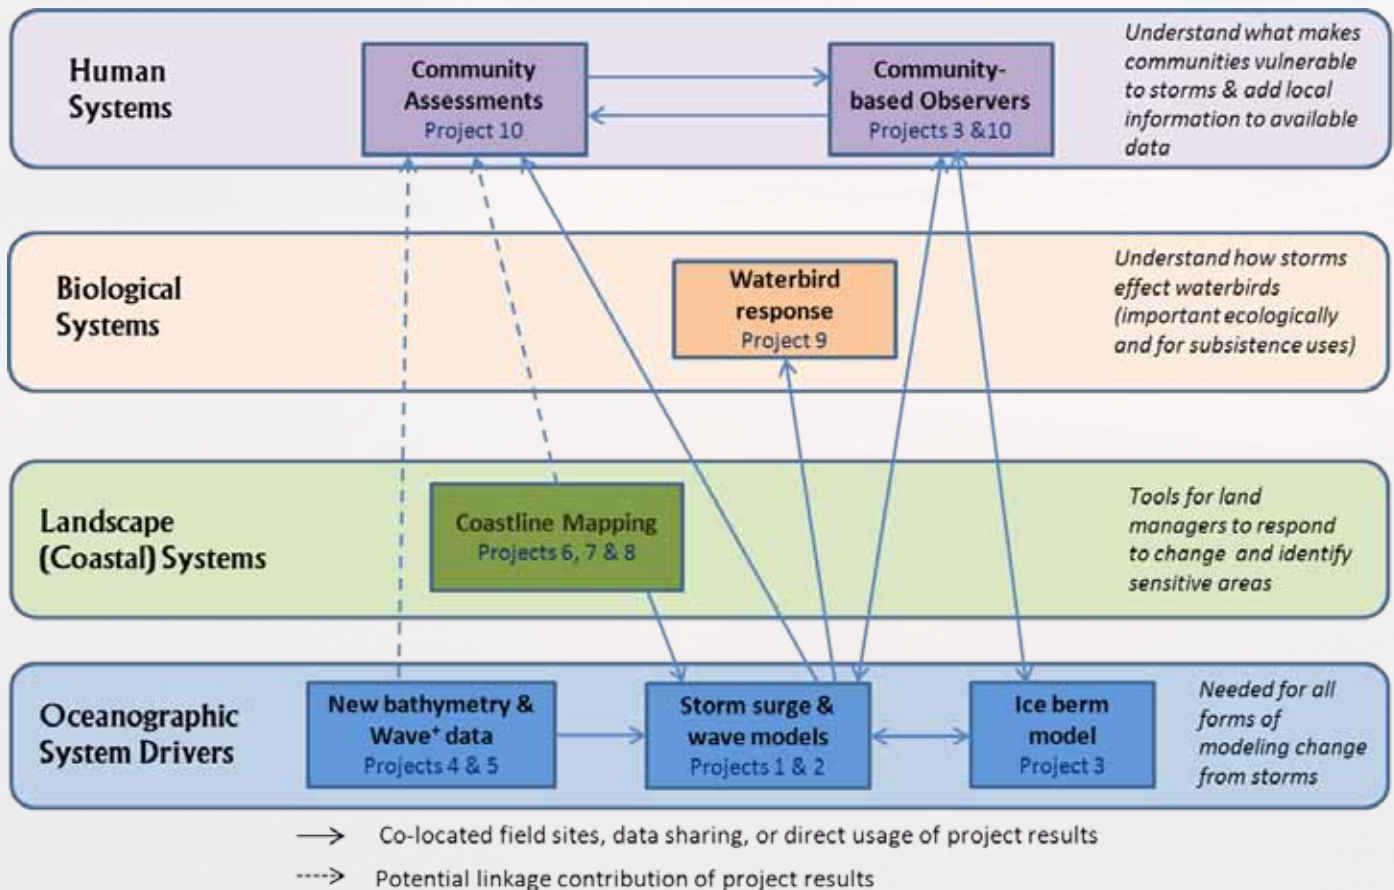 Human
Systems
Community
Assessments
Project 10
Community-
based Observers
Projects 3 &10
Understand what makes
communities vulnerable
to storms & add local
information to available
data
Biological
Systems
Waterbird
response
Project 9
Understand how storms
effect waterbirds
(important ecologically
and for subsistence uses)
Landscape
(Coastal) Systems
Coastline Mapping
Projects 6, 7 & 8
Tools for land
managers to respond
to change and identify
sensitive areas
Oceanographic
System Drivers
New bathymetry &
Wave⁺ data
Projects 4 & 5
Storm surge &
wave models
Projects 1 & 2
Ice berm
model
Project 3
Needed for all
forms of
modeling change
from storms
Co-located field sites, data sharing, or direct usage of project results
Potential linkage contribution of project results